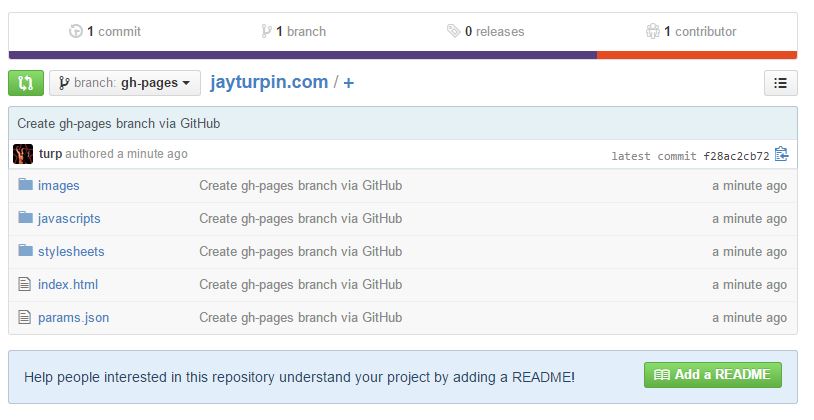 1 commit 1 branch 0 releases 1 contributor
branch: gh-pages jayturpin.com / +
Create gh-pages branch via GitHub
turp authored a minute ago latest commit f28ac2cb72
images Create gh-pages branch via GitHub a minute ago
javascripts Create gh-pages branch via GitHub a minute ago
stylesheets Create gh-pages branch via GitHub a minute ago
index.html Create gh-pages branch via GitHub a minute ago
params.json Create gh-pages branch via GitHub a minute ago
Help people interested in this repository understand your project by adding a README! Add a README